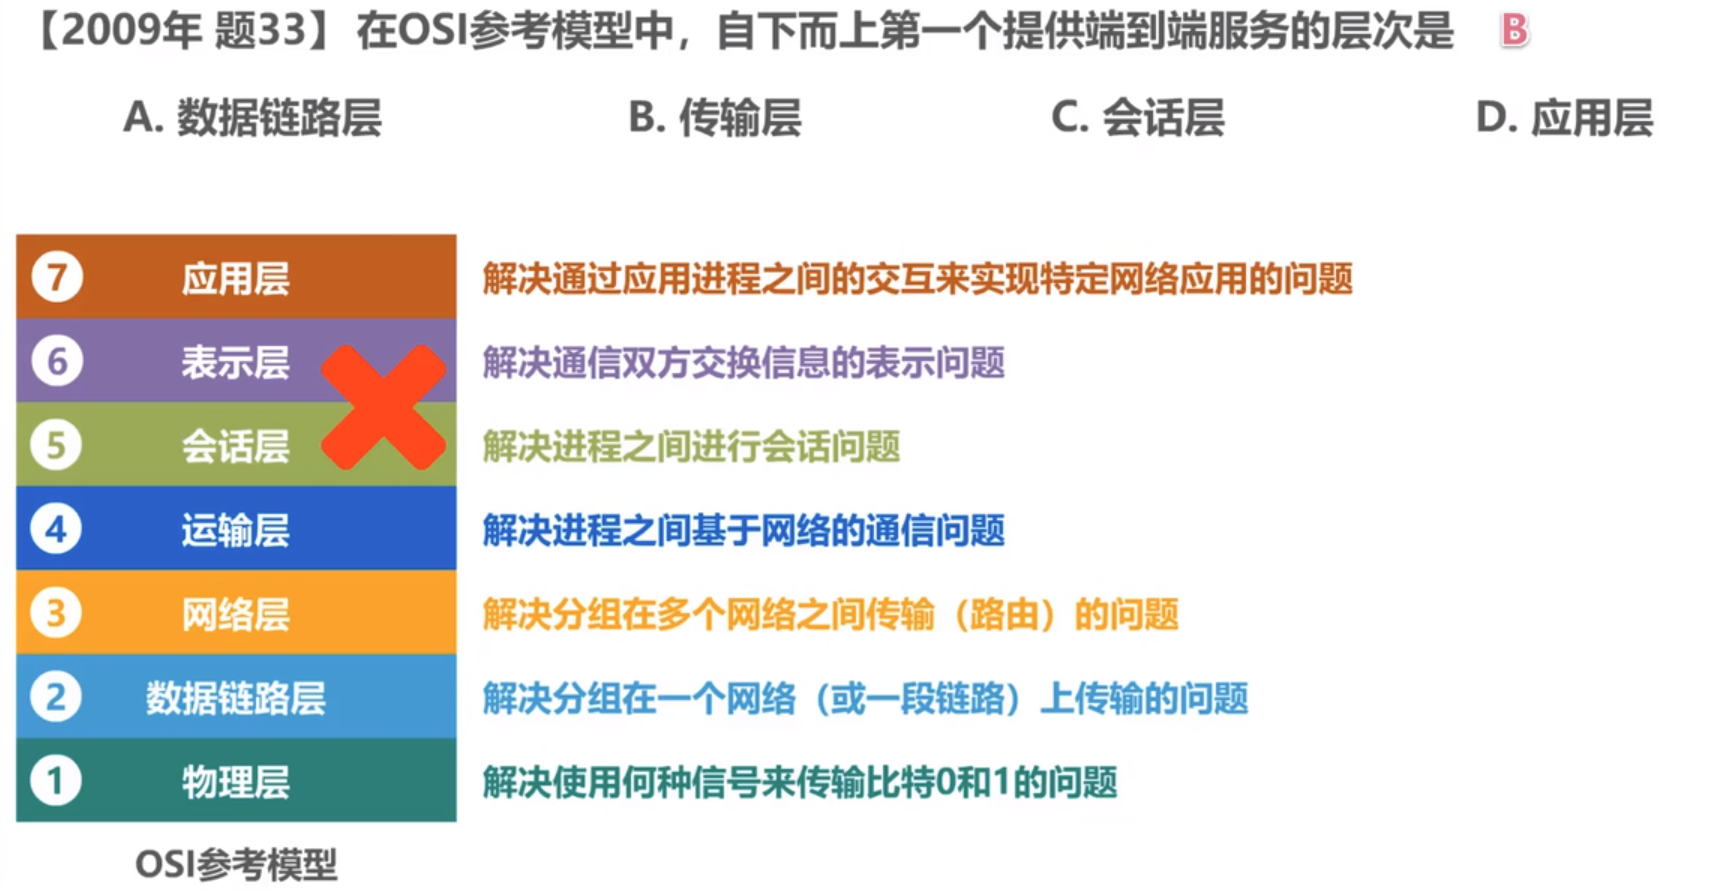 【2009年 题33】在OSI参考模型中，自下而上第一个提供端到端服务的层次是 B
A. 数据链路层 B. 传输层 C. 会话层 D. 应用层
7 应用层 解决通过应用进程之间的交互来实现特定网络应用的问题
6 表示层 解决通信双方交换信息的表示问题
5 会话层 解决进程之间进行会话问题
4 运输层 解决进程之间基于网络的通信问题
3 网络层 解决分组在多个网络之间传输（路由）的问题
2 数据链路层 解决分组在一个网络（或一段链路）上传输的问题
1 物理层 解决使用何种信号来传输比特0和1的问题
OSI参考模型